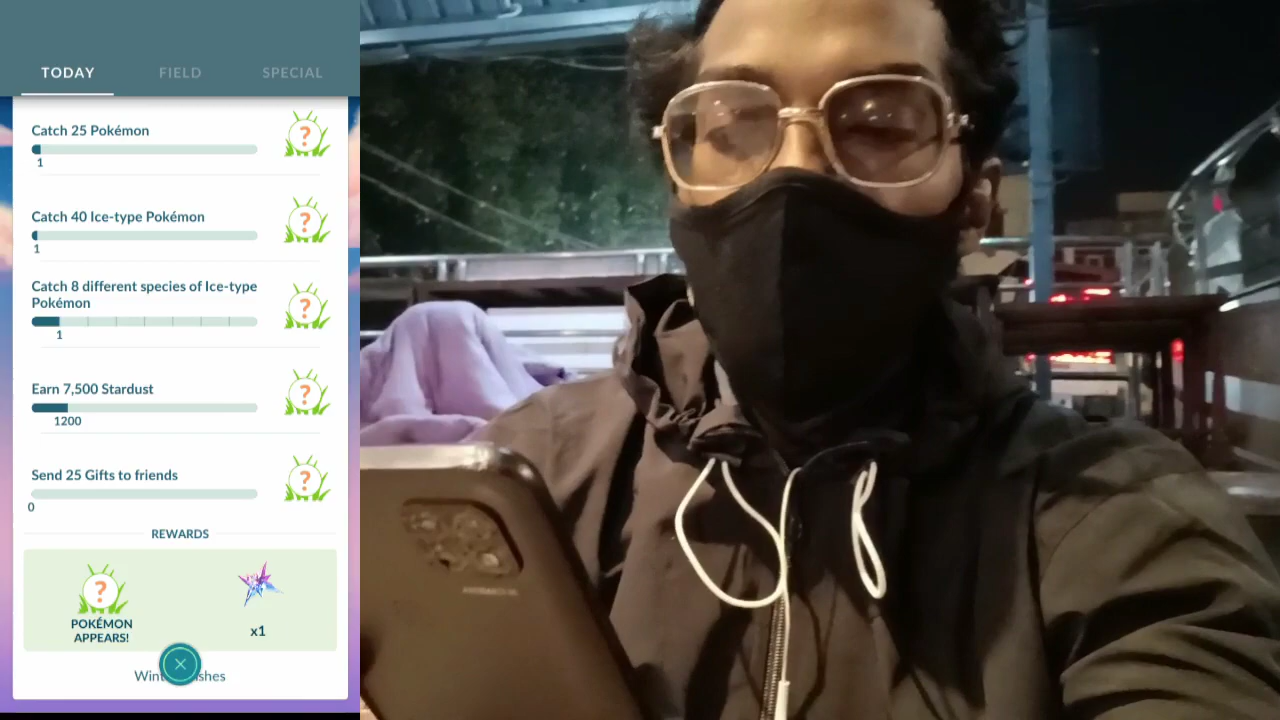 TODAY
FIELD
SPECIAL
Catch 25 Pokémon
?
1
Catch 40 Ice-type Pokémon
?
1
Catch 8 different species of Ice-type
Pokémon
?
1
Earn 7,500 Stardust
?
1200
Send 25 Gifts to friends
?
0
REWARDS
?
POKÉMON
APPEARS!
x1